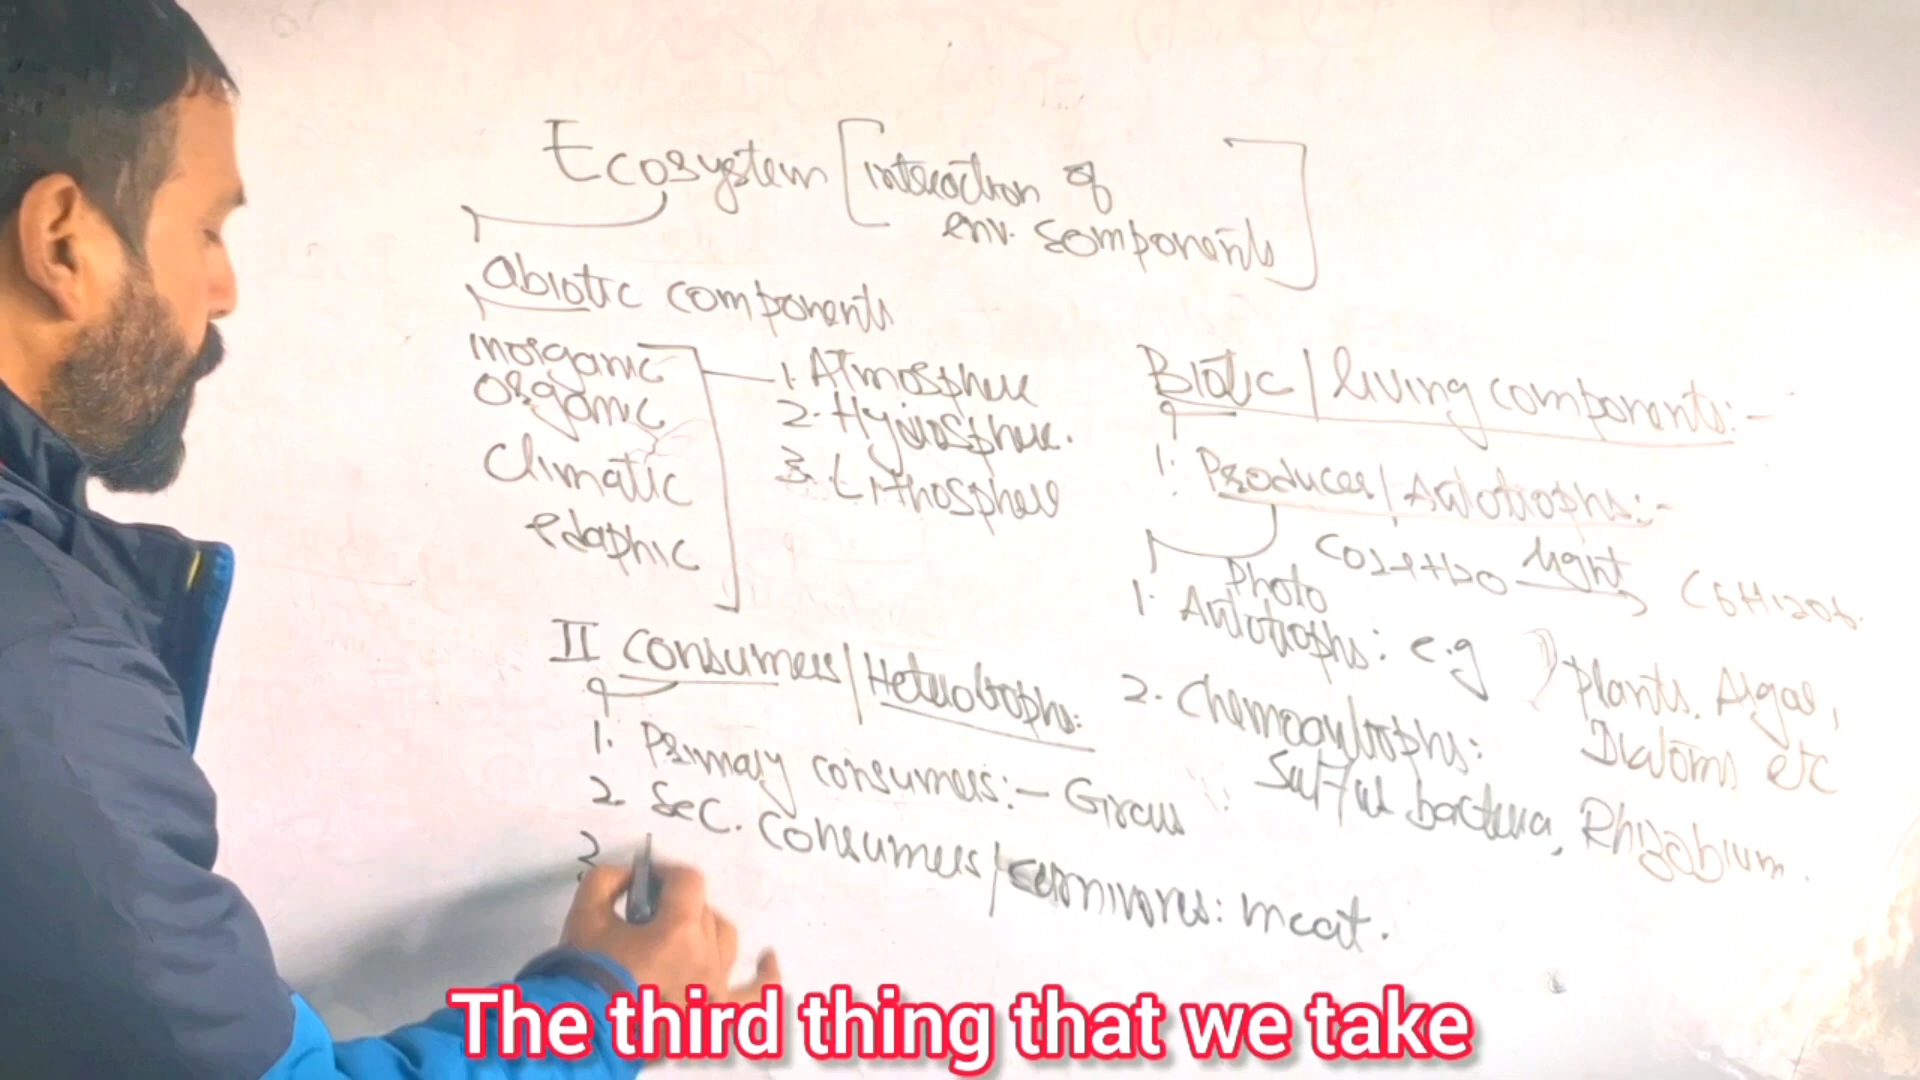 Ecosystem [interaction of
env. components]
abiotic components
inorganic
organic
Climatic
edaphic
1. Atmosphere
2. Hydrosphere.
3. Lithosphere
Biotic / living components:-
1. Producer / Autotrophs:-
CO2+H2O light → C6H12O6.
Photo
1. Autotrophs: e.g } Plants, Algae,
Diatoms etc
2. Chemoautotrophs:
Sulfur bacteria, Rhizobium.
II Consumers / Heterotrophs:
1. Primary consumers:- Grass
2 Sec. Consumers / carnivores: meat.
3
The third thing that we take